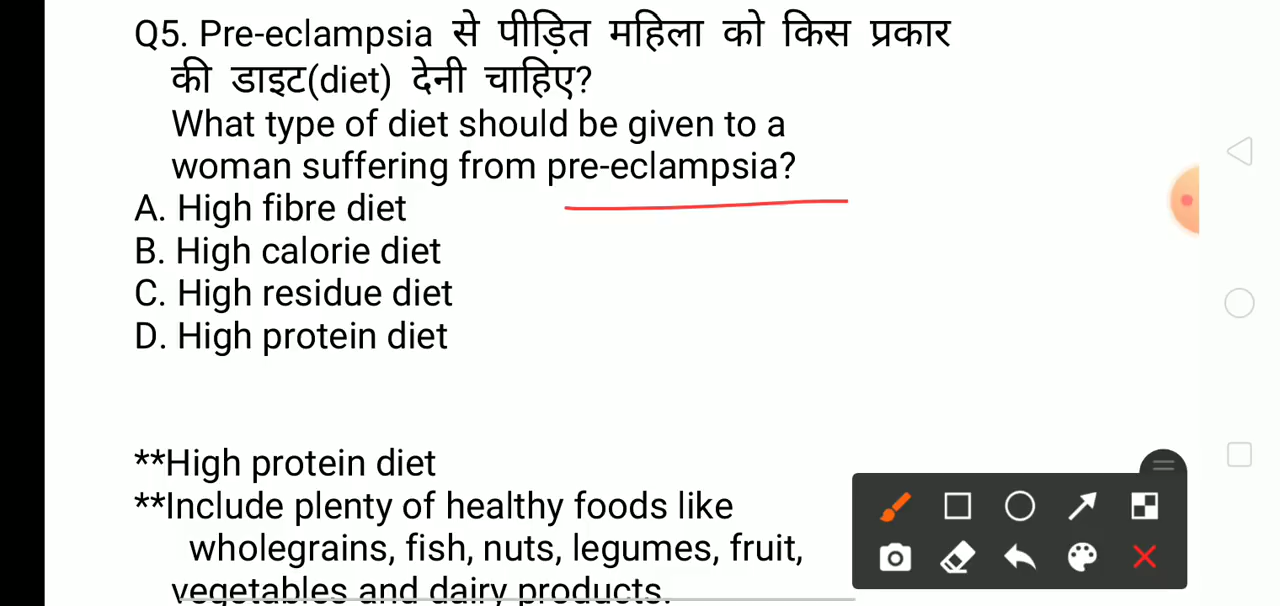 Q5. Pre-eclampsia से पीड़ित महिला को किस प्रकार
की डाइट(diet) देनी चाहिए?
What type of diet should be given to a
woman suffering from pre-eclampsia?
A. High fibre diet
B. High calorie diet
C. High residue diet
D. High protein diet
**High protein diet
**Include plenty of healthy foods like
wholegrains, fish, nuts, legumes, fruit,
vegetables and dairy products.